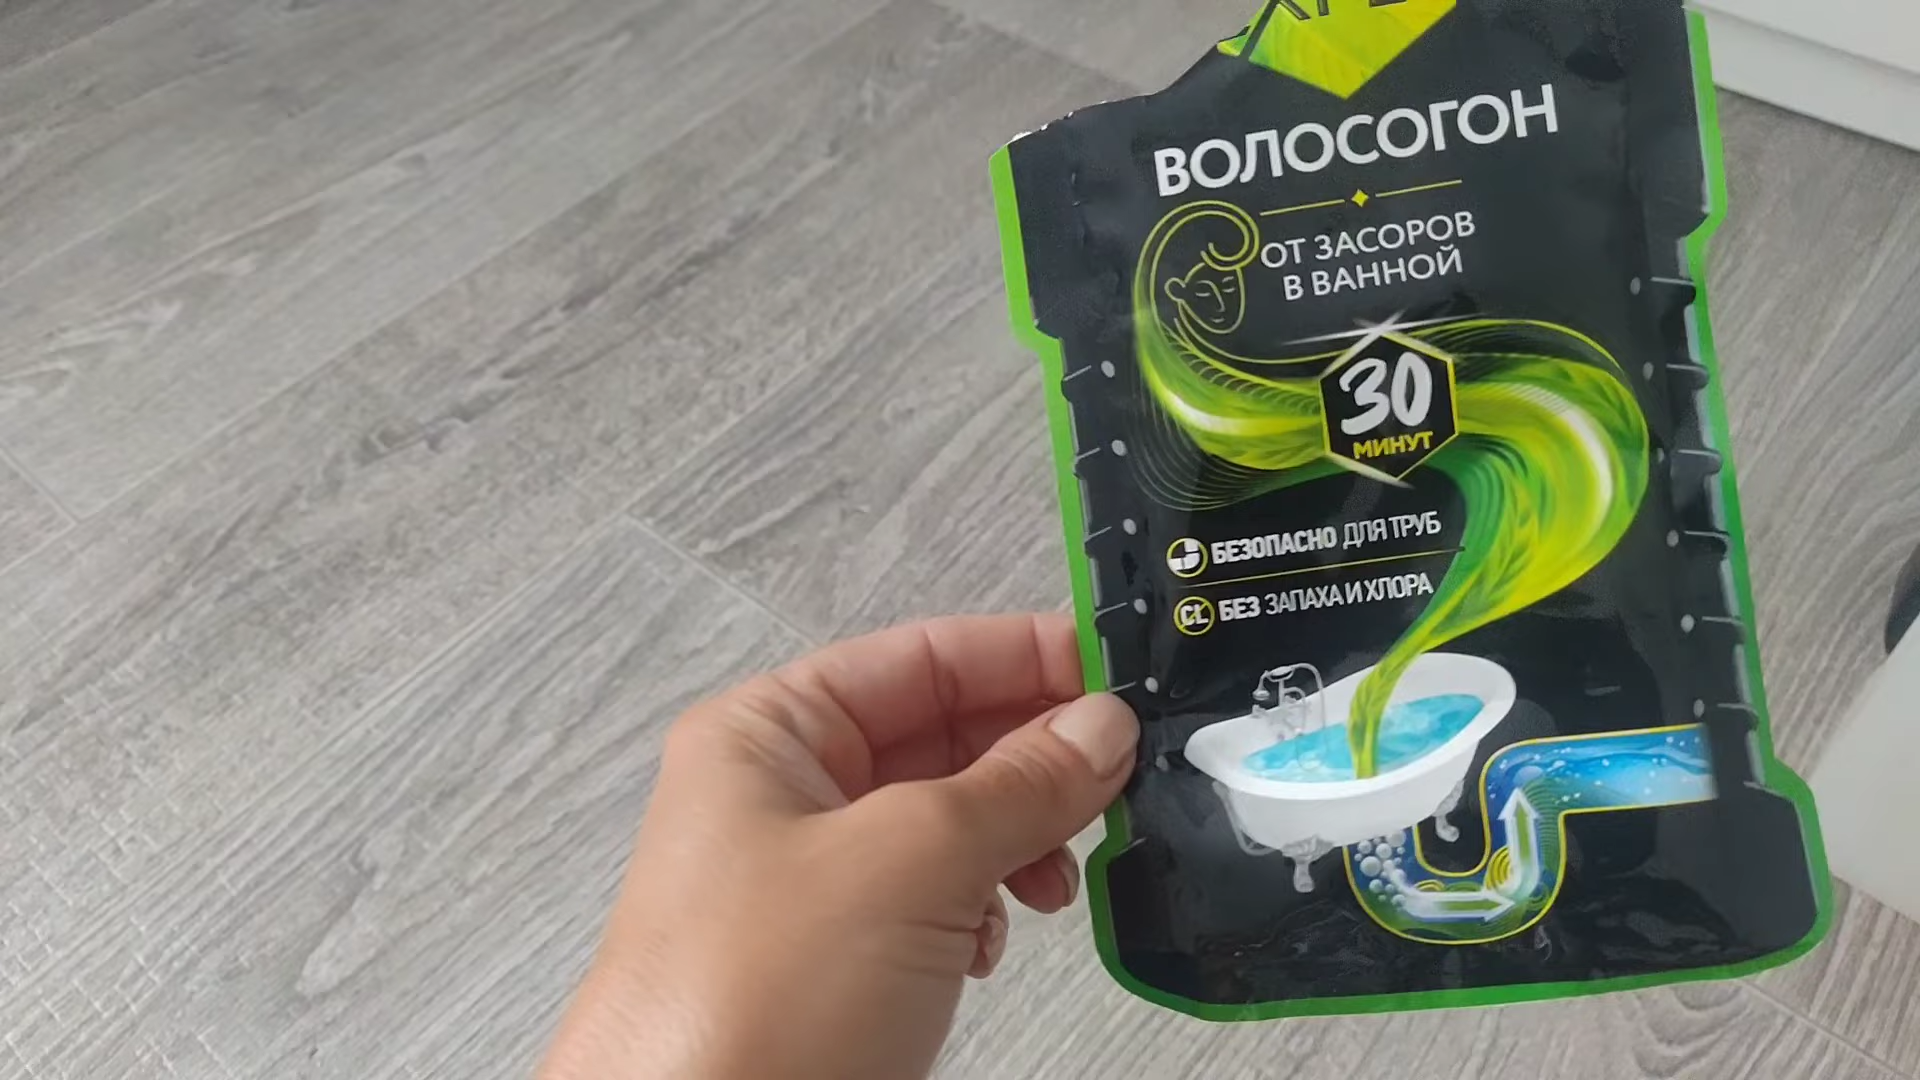 ВОЛОСОГОН
ОТ ЗАСОРОВ
В ВАННОЙ
30
МИНУТ
БЕЗОПАСНО ДЛЯ ТРУБ
CL БЕЗ ЗАПАХА И ХЛОРА